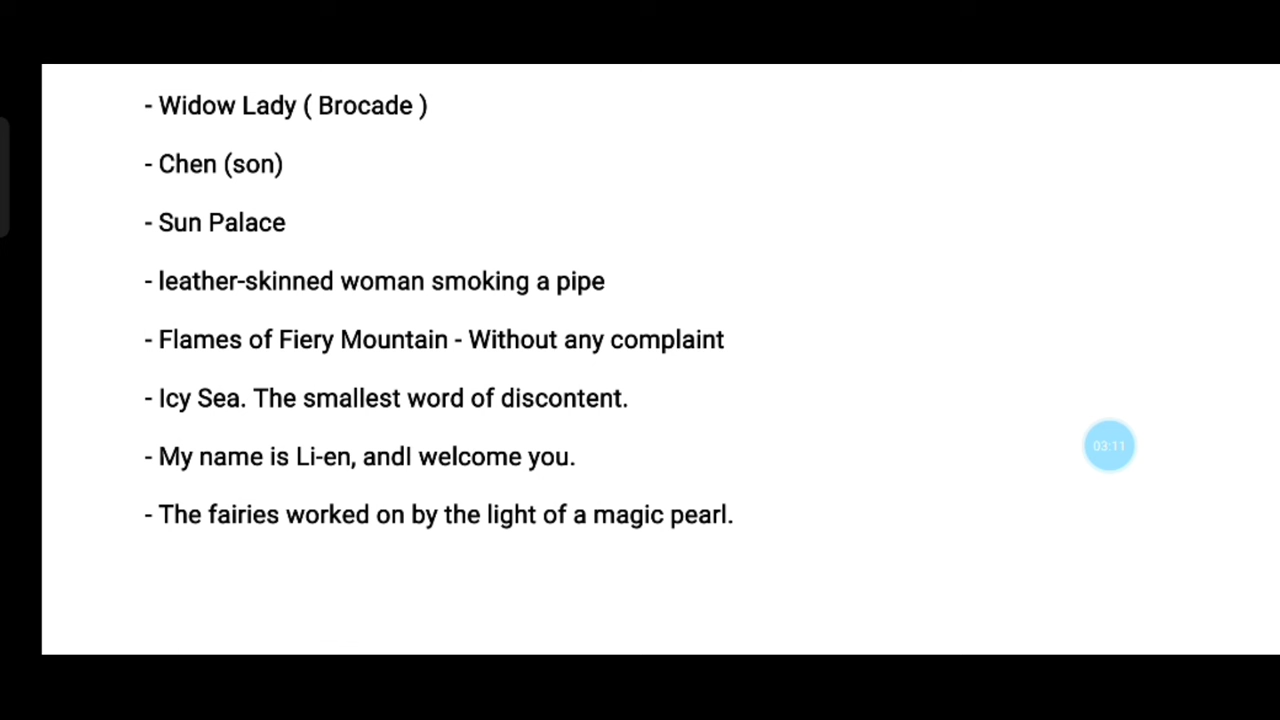 - Widow Lady ( Brocade )
- Chen (son)
- Sun Palace
- leather-skinned woman smoking a pipe
- Flames of Fiery Mountain - Without any complaint
- Icy Sea. The smallest word of discontent.
- My name is Li-en, andI welcome you.
- The fairies worked on by the light of a magic pearl.
03:11